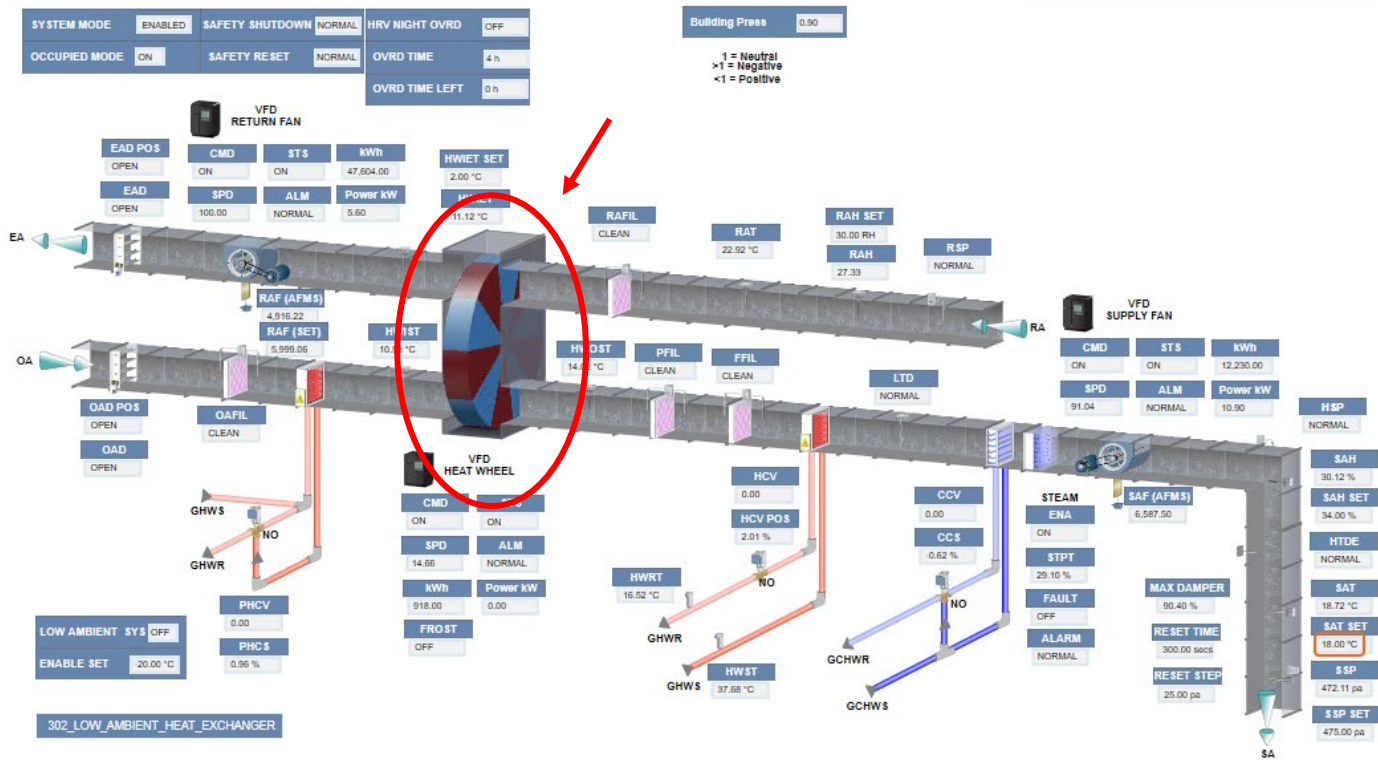 SYSTEM MODE ENABLED SAFETY SHUTDOWN NORMAL HRV NIGHT OVRD OFF
OCCUPIED MODE ON SAFETY RESET NORMAL OVRD TIME 4 h
OVRD TIME LEFT 0 h
Building Press 0.90
1 = Neutral
>1 = Negative
<1 = Positive
VFD
RETURN FAN
EAD POS
OPEN
EAD
OPEN
CMD STS kWh
ON ON 47,604.00
SPD ALM Power kW
100.00 NORMAL 5.60
HWIET SET
2.00 °C
11.12 °C
RAFIL
CLEAN
RAT
22.92 °C
RAH SET
30.00 RH
RAH
27.33
RSP
NORMAL
EA
RAF (AFMS)
4,916.22
RAF (SET)
5,999.06
RA
VFD
SUPPLY FAN
CMD STS kWh
ON ON 12,230.00
SPD ALM Power kW
91.04 NORMAL 10.90
OA
OAD POS
OPEN
OAD
OPEN
OAFIL
CLEAN
HWIST
HWOST
PFIL
CLEAN
FFIL
CLEAN
LTD
NORMAL
HSP
NORMAL
SAH
30.12 %
SAH SET
34.00 %
HTDE
NORMAL
SAT
18.72 °C
SAT SET
18.00 °C
SSP
472.11 pa
SSP SET
475.00 pa
SA
VFD
HEAT WHEEL
CMD
ON ON
SPD ALM
14.66 NORMAL
kWh Power kW
918.00 0.00
FROST
OFF
GHWS
GHWR
NO
PHCV
0.00
PHCS
0.96 %
LOW AMBIENT SYS OFF
ENABLE SET -20.00 °C
302_LOW_AMBIENT_HEAT_EXCHANGER
HCV
0.00
HCV POS
2.01 %
HWRT
16.52 °C
NO
GHWR
GHWS
HWST
37.68 °C
CCV
0.00
CCS
-0.62 %
NO
GCHWR
GCHWS
STEAM
ENA
ON
STPT
29.10 %
FAULT
OFF
ALARM
NORMAL
SAF (AFMS)
6,587.50
MAX DAMPER
90.40 %
RESET TIME
300.00 secs
RESET STEP
25.00 pa